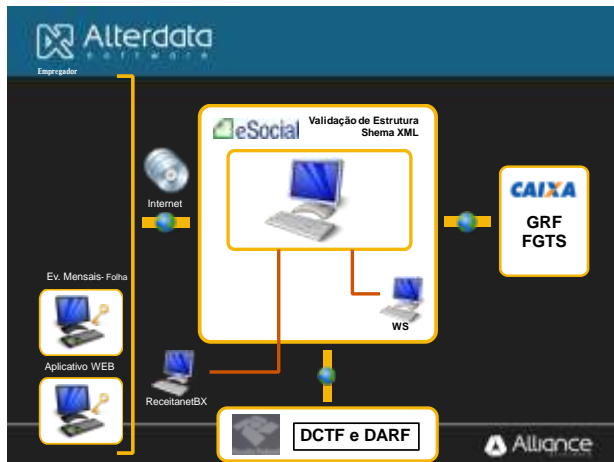 Alterdata
software
Empregador
eSocial
Validação de Estrutura
Shema XML
Internet
CAIXA
GRF
FGTS
Ev. Mensais- Folha
WS
Aplicativo WEB
ReceitanetBX
DCTF e DARF
Alliance